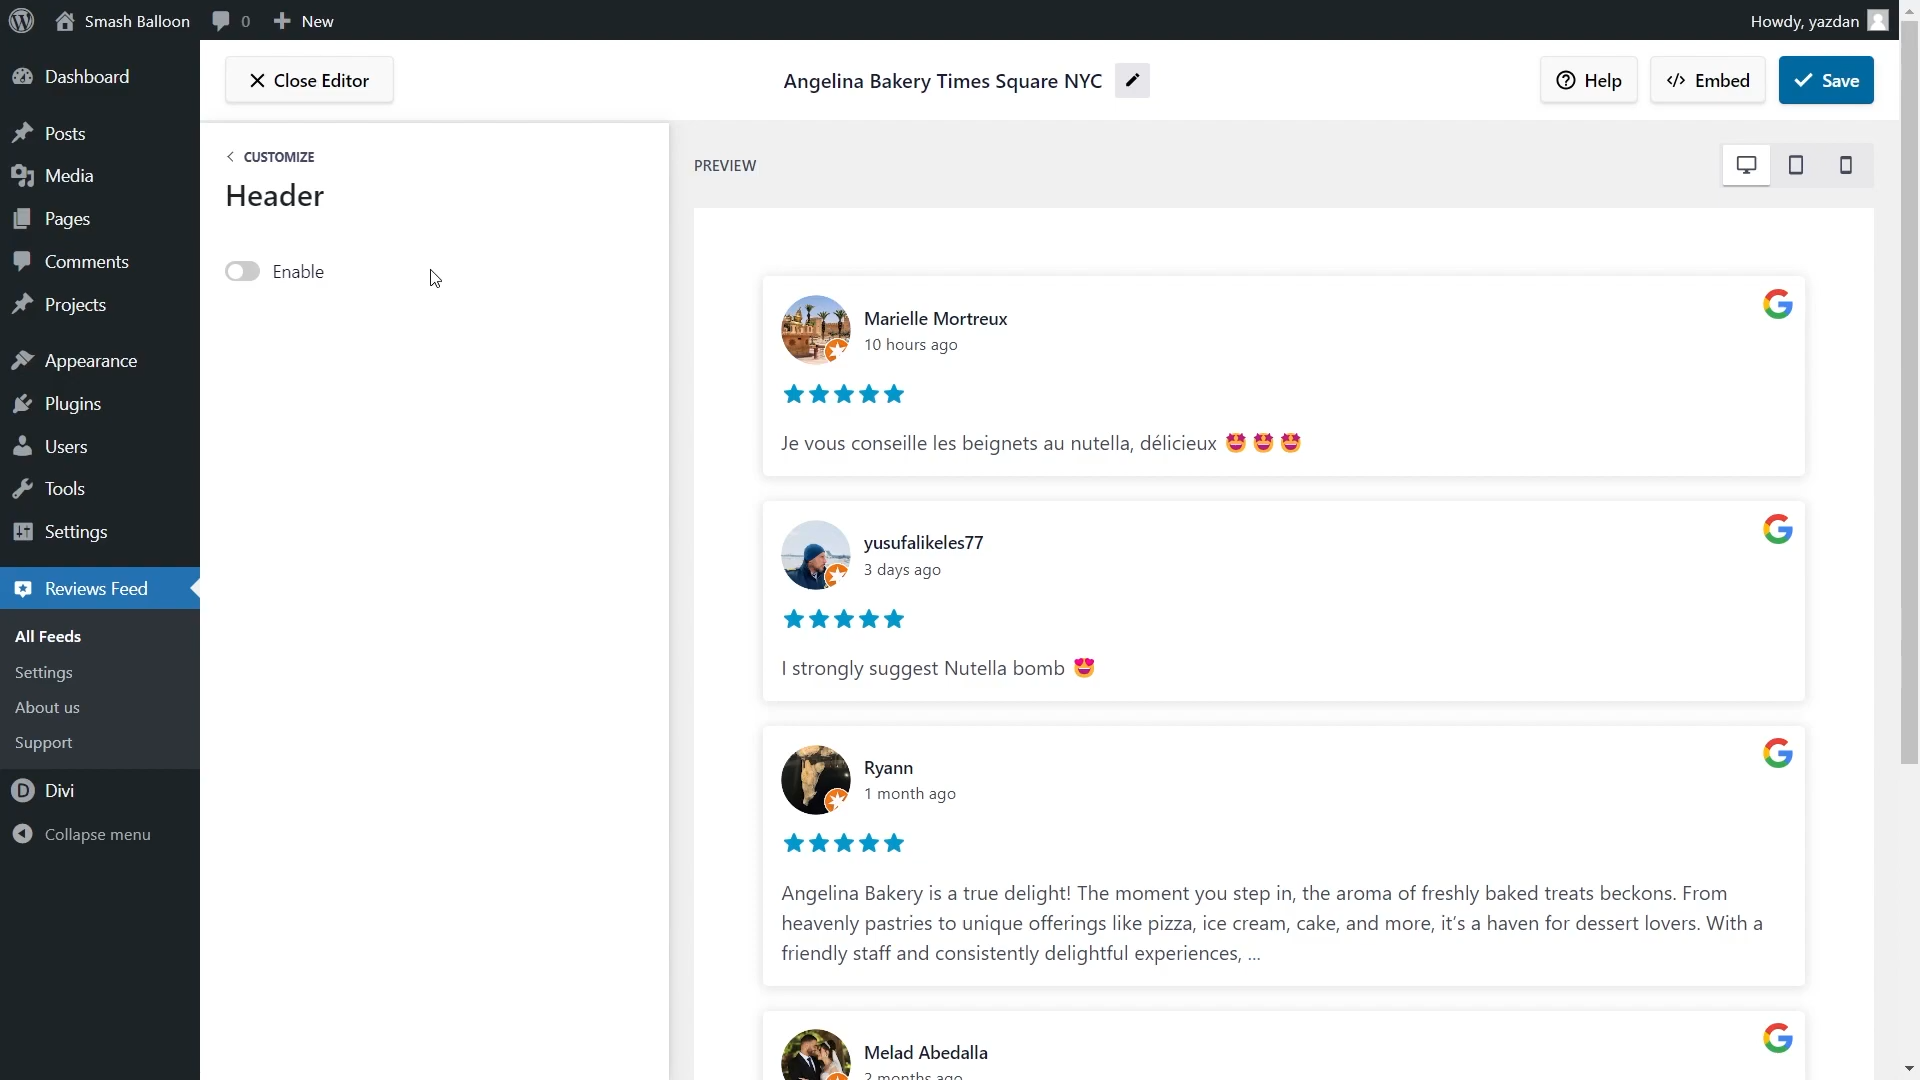 Smash Balloon 0 New Howdy, yazdan
Dashboard
Posts
Media
Pages
Comments
Projects
Appearance
Plugins
Users
Tools
Settings
Reviews Feed
All Feeds
Settings
About us
Support
Divi
Collapse menu
Close Editor Angelina Bakery Times Square NYC Help Embed Save
CUSTOMIZE
Header
Enable
PREVIEW
Marielle Mortreux
10 hours ago
Je vous conseille les beignets au nutella, délicieux 🤩 🤩 🤩
yusufalikeles77
3 days ago
I strongly suggest Nutella bomb 😍
Ryann
1 month ago
Angelina Bakery is a true delight! The moment you step in, the aroma of freshly baked treats beckons. From
heavenly pastries to unique offerings like pizza, ice cream, cake, and more, it's a haven for dessert lovers. With a
friendly staff and consistently delightful experiences, ...
Melad Abedalla
2 months ago